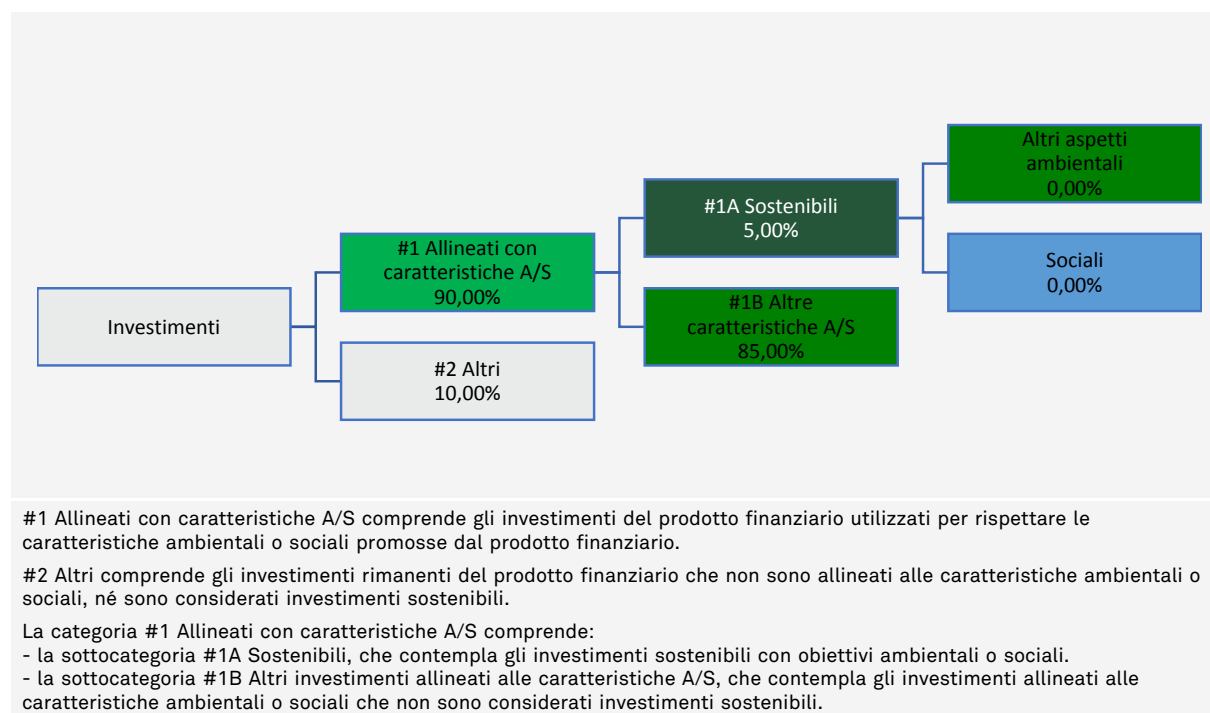 Investimenti
#1 Allineati con
caratteristiche A/S
90,00%
#2 Altri
10,00%
#1A Sostenibili
5,00%
#1B Altre
caratteristiche A/S
85,00%
Altri aspetti
ambientali
0,00%
Sociali
0,00%
#1 Allineati con caratteristiche A/S comprende gli investimenti del prodotto finanziario utilizzati per rispettare le
caratteristiche ambientali o sociali promosse dal prodotto finanziario.
#2 Altri comprende gli investimenti rimanenti del prodotto finanziario che non sono allineati alle caratteristiche ambientali o
sociali, né sono considerati investimenti sostenibili.
La categoria #1 Allineati con caratteristiche A/S comprende:
- la sottocategoria #1A Sostenibili, che contempla gli investimenti sostenibili con obiettivi ambientali o sociali.
- la sottocategoria #1B Altri investimenti allineati alle caratteristiche A/S, che contempla gli investimenti allineati alle
caratteristiche ambientali o sociali che non sono considerati investimenti sostenibili.